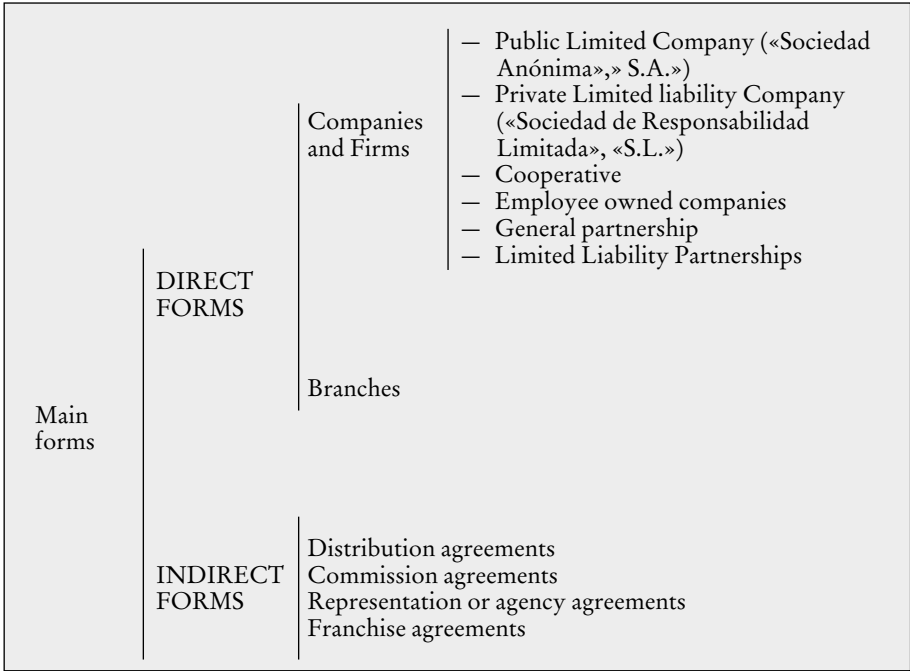 — Public Limited Company («Sociedad
Anónima»,» S.A.»)
— Private Limited liability Company
(«Sociedad de Responsabilidad
Limitada», «S.L.»)
— Cooperative
— Employee owned companies
— General partnership
— Limited Liability Partnerships
Companies
and Firms
DIRECT
FORMS
Branches
Main
forms
INDIRECT
FORMS
Distribution agreements
Commission agreements
Representation or agency agreements
Franchise agreements